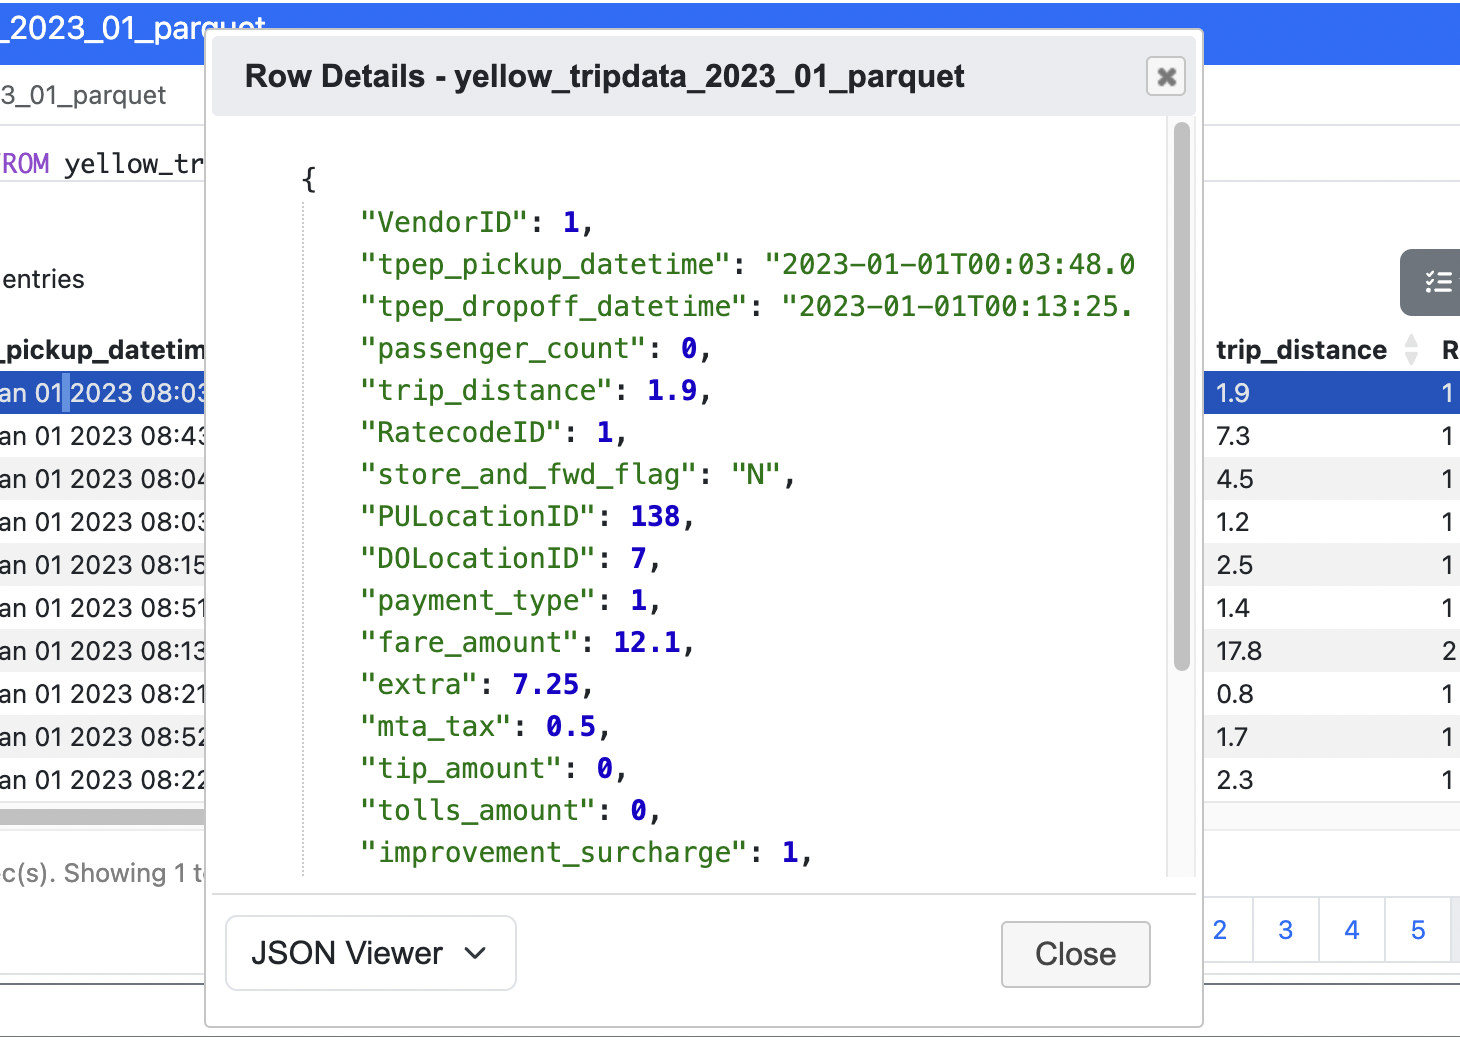 _2023_01_parquet
3_01_parquet
ROM yellow_tr
entries
_pickup_datetim
an 01 2023 08:03
an 01 2023 08:43
an 01 2023 08:04
an 01 2023 08:03
an 01 2023 08:15
an 01 2023 08:51
an 01 2023 08:13
an 01 2023 08:21
an 01 2023 08:52
an 01 2023 08:22
c(s). Showing 1 t
Row Details - yellow_tripdata_2023_01_parquet
{
"VendorID": 1,
"tpep_pickup_datetime": "2023-01-01T00:03:48.0
"tpep_dropoff_datetime": "2023-01-01T00:13:25.
"passenger_count": 0,
"trip_distance": 1.9,
"RatecodeID": 1,
"store_and_fwd_flag": "N",
"PULocationID": 138,
"DOLocationID": 7,
"payment_type": 1,
"fare_amount": 12.1,
"extra": 7.25,
"mta_tax": 0.5,
"tip_amount": 0,
"tolls_amount": 0,
"improvement_surcharge": 1,
JSON Viewer
Close
trip_distance R
1.9 1
7.3 1
4.5 1
1.2 1
2.5 1
1.4 1
17.8 2
0.8 1
1.7 1
2.3 1
2 3 4 5